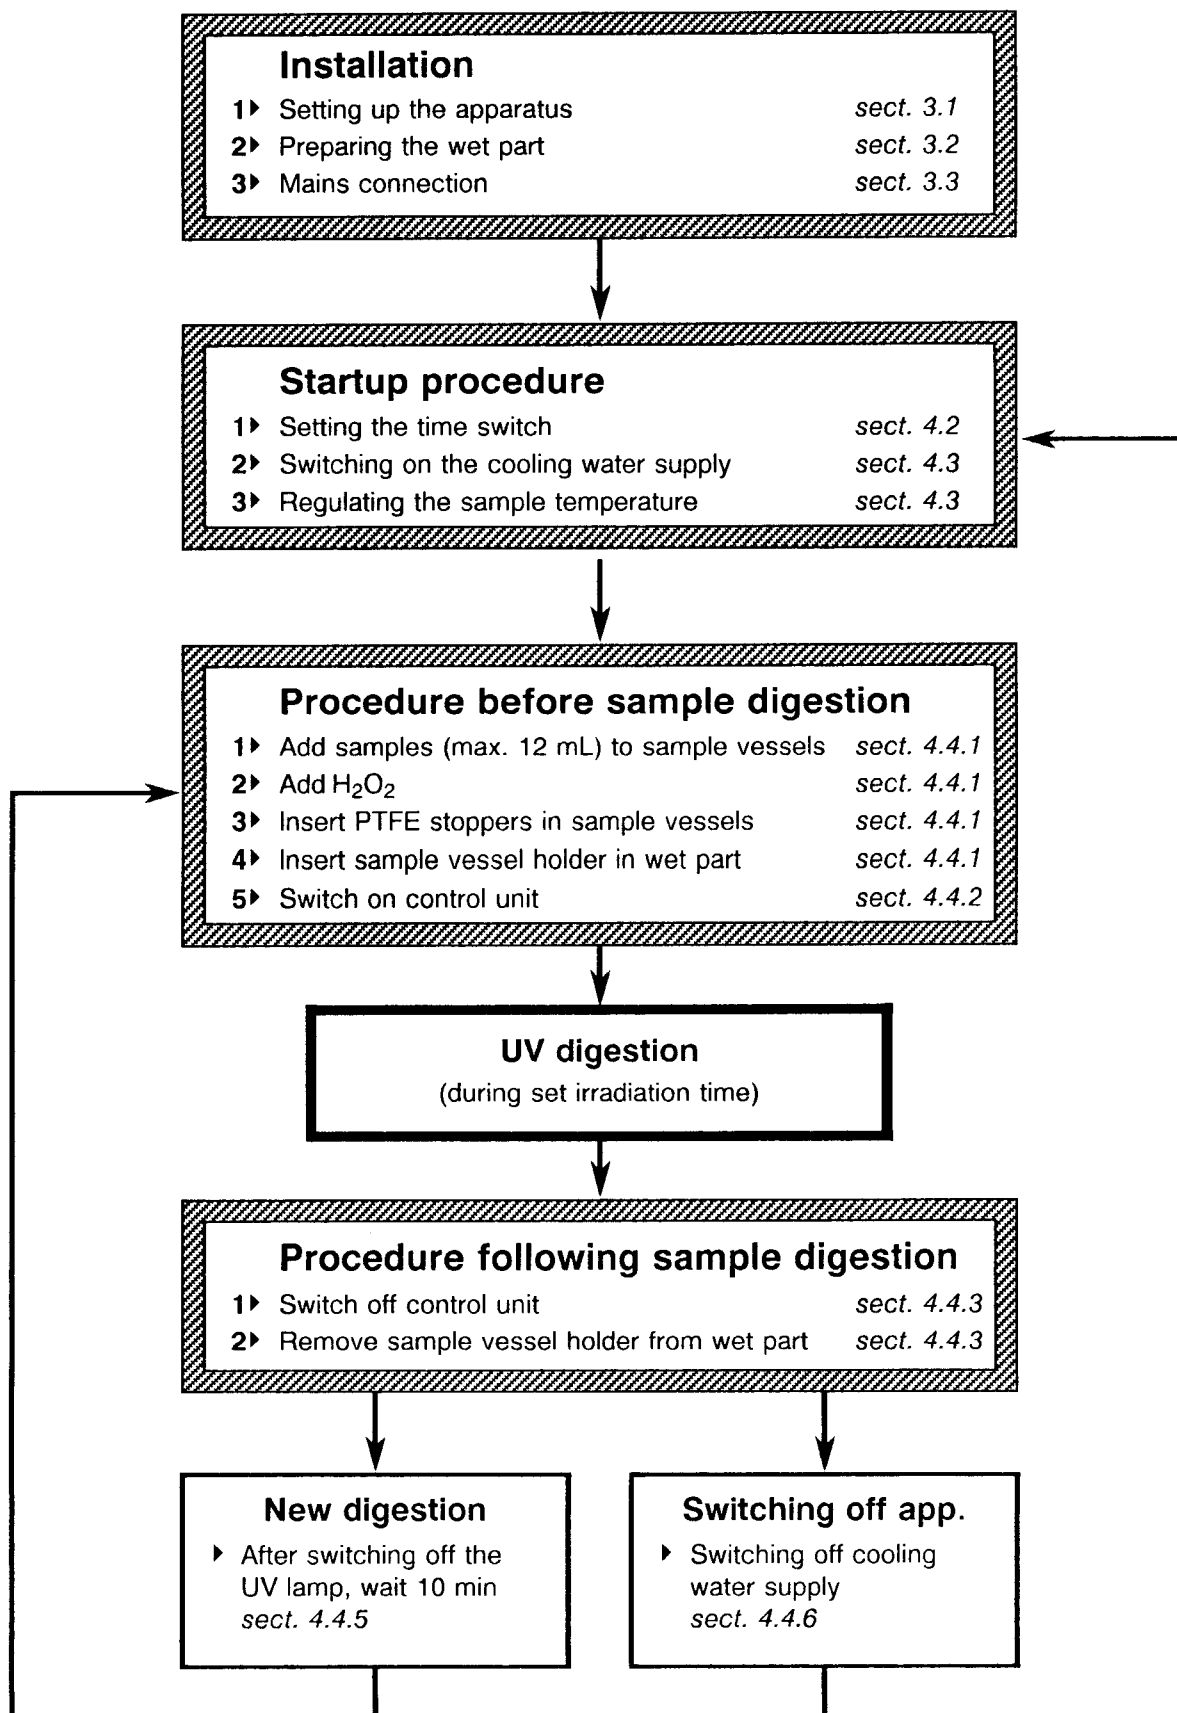 Installation
1▶ Setting up the apparatus sect. 3.1
2▶ Preparing the wet part sect. 3.2
3▶ Mains connection sect. 3.3
Startup procedure
1▶ Setting the time switch sect. 4.2
2▶ Switching on the cooling water supply sect. 4.3
3▶ Regulating the sample temperature sect. 4.3
Procedure before sample digestion
1▶ Add samples (max. 12 mL) to sample vessels sect. 4.4.1
2▶ Add H₂O₂ sect. 4.4.1
3▶ Insert PTFE stoppers in sample vessels sect. 4.4.1
4▶ Insert sample vessel holder in wet part sect. 4.4.1
5▶ Switch on control unit sect. 4.4.2
UV digestion
(during set irradiation time)
Procedure following sample digestion
1▶ Switch off control unit sect. 4.4.3
2▶ Remove sample vessel holder from wet part sect. 4.4.3
New digestion
▶ After switching off the
UV lamp, wait 10 min
sect. 4.4.5
Switching off app.
▶ Switching off cooling
water supply
sect. 4.4.6